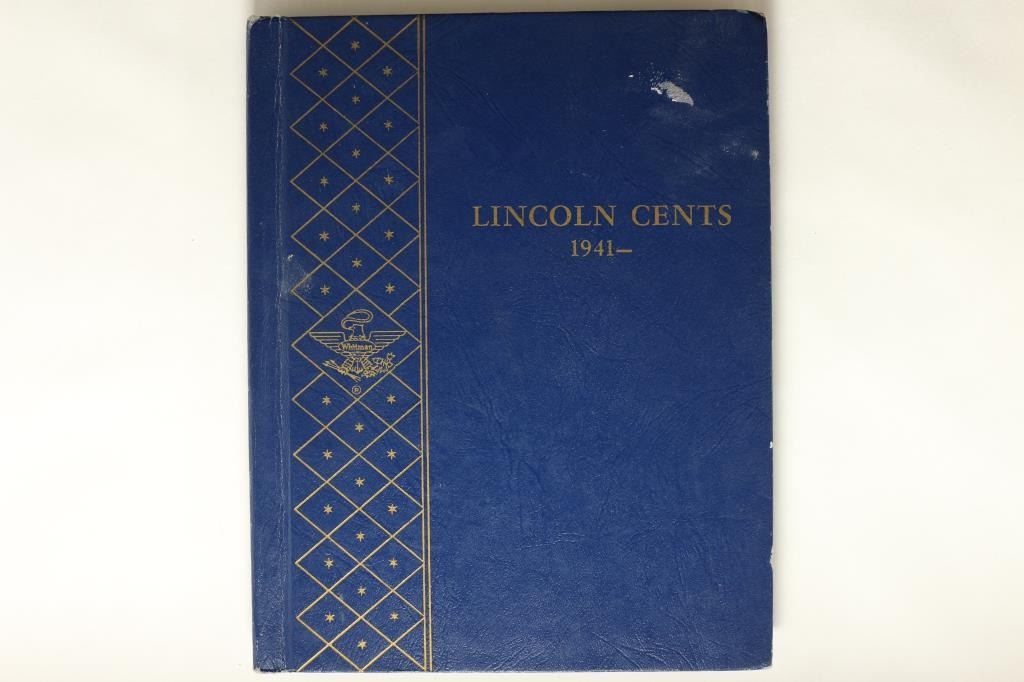 LINCOLN CENTS
1941—
Whitman
®